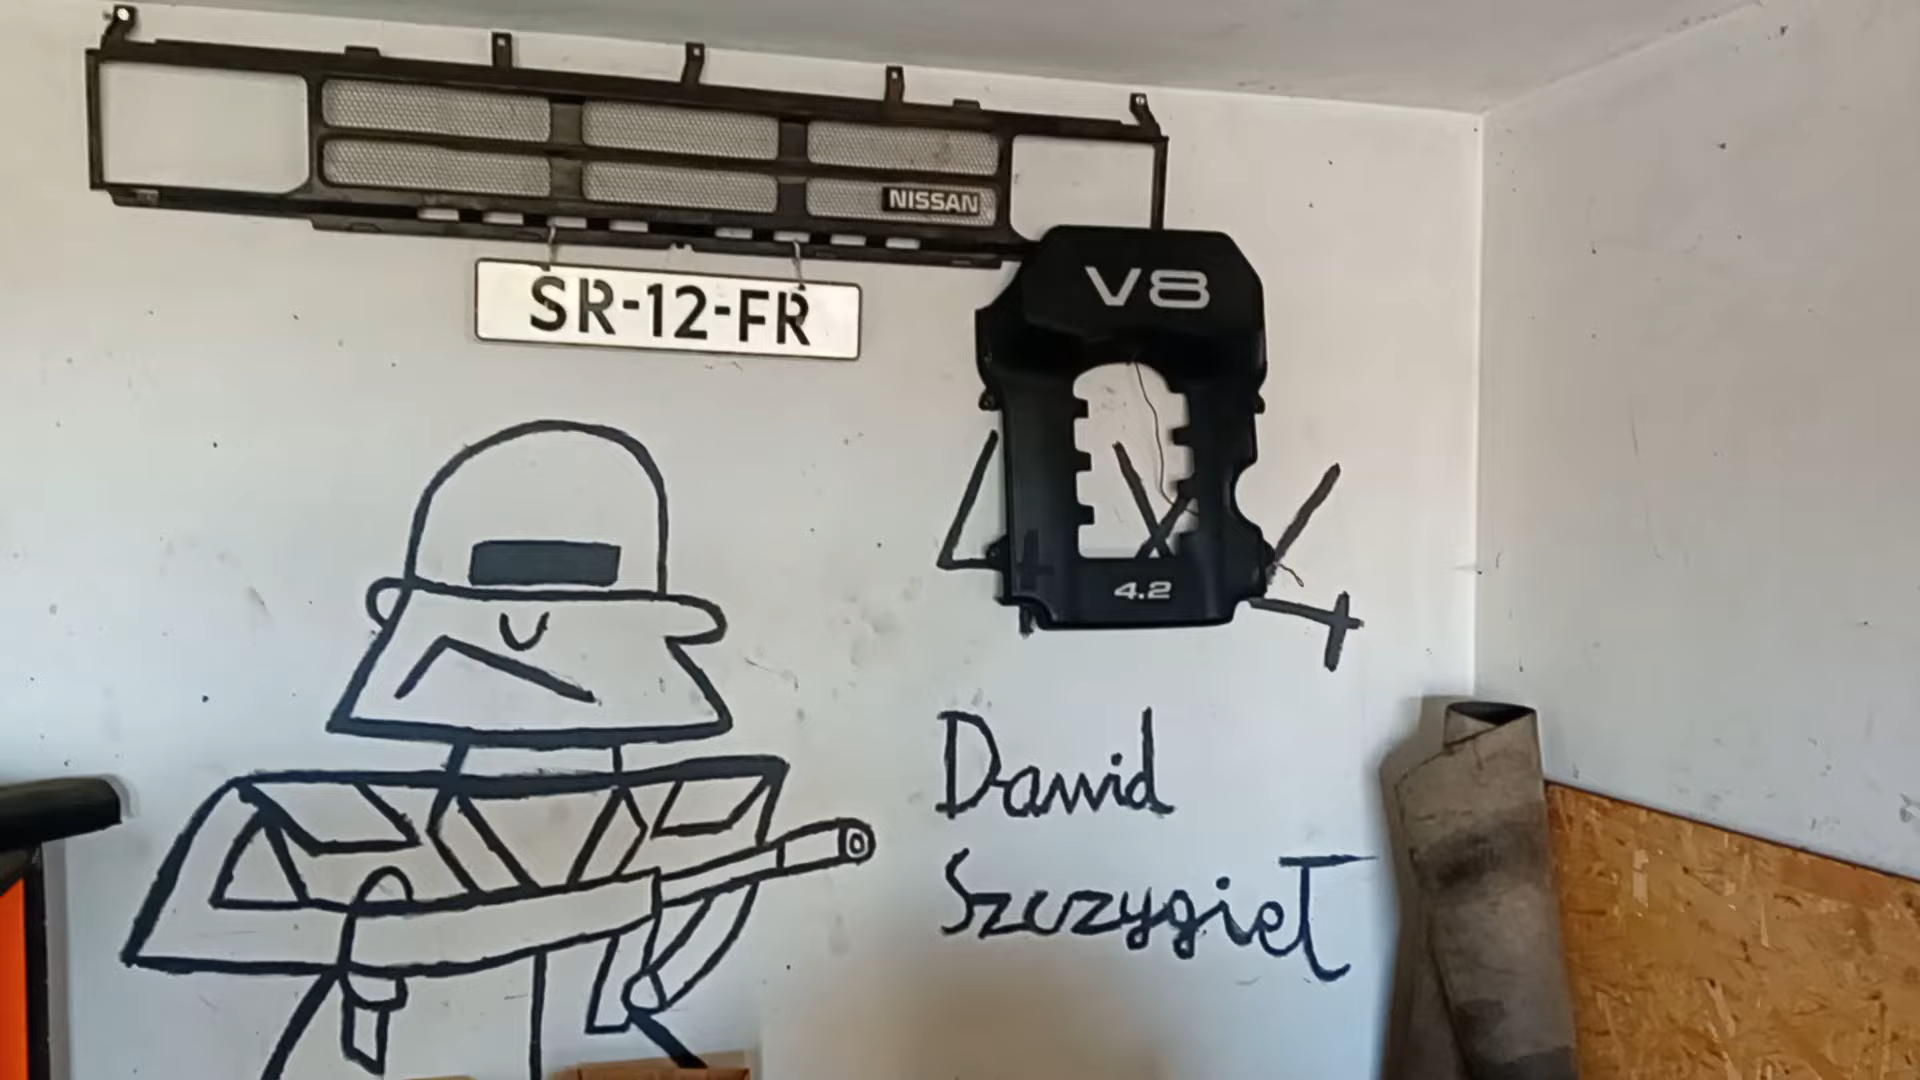 NISSAN
SR-12-FR
V8
4.2
Dawid
Szczygieł